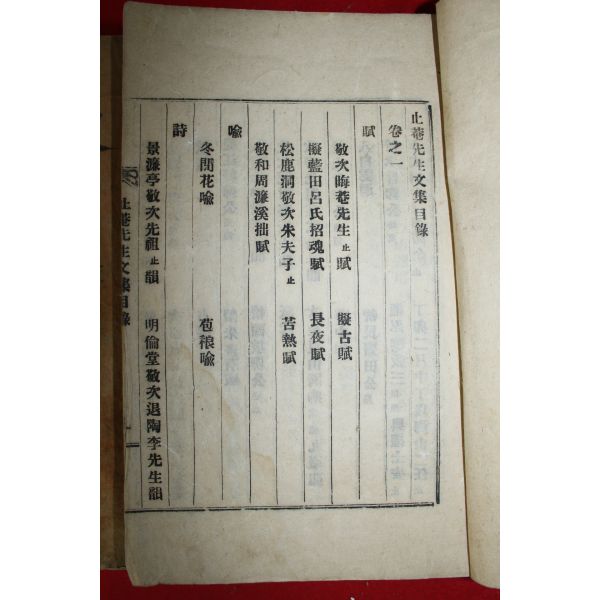 止菴先生文集目錄
卷之一
賦
敬次晦菴先生止賦　擬古賦
擬藍田呂氏招魂賦　長夜賦
松鹿洞敬次朱夫子止　苦熱賦
敬和周濂溪拙賦
喩
冬閒花喩　苞稂喩
詩
景濂亭敬次先祖止韻　明倫堂敬次退陶李先生韻
止菴先生文集目錄